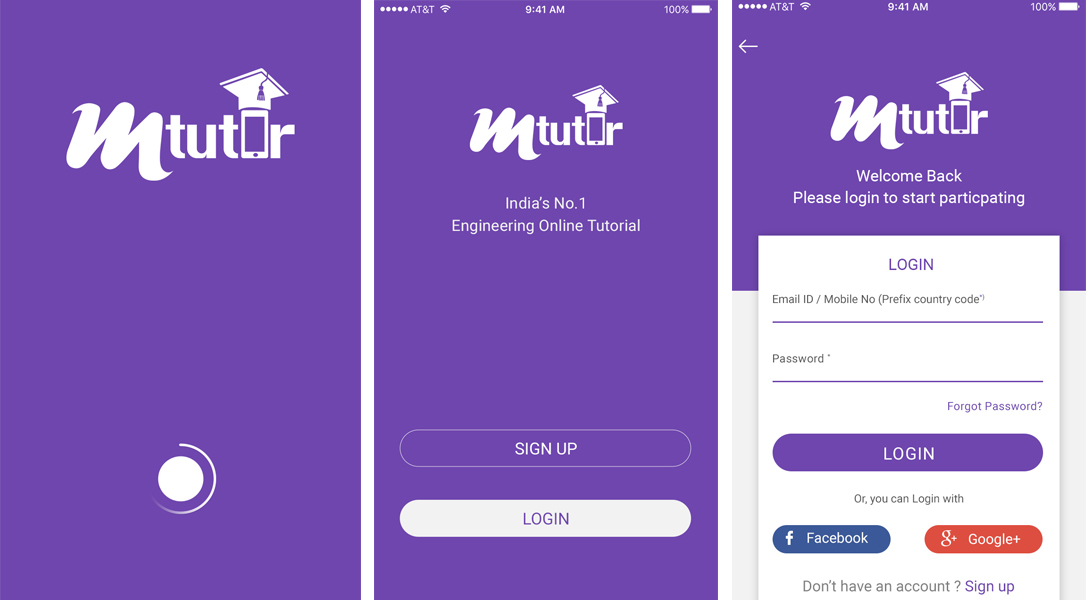 Mtutor
AT&T 9:41 AM 100%
Mtutor
India's No.1
Engineering Online Tutorial
SIGN UP
LOGIN
AT&T 9:41 AM 100%
Mtutor
Welcome Back
Please login to start particpating
LOGIN
Email ID / Mobile No (Prefix country code*)
Password *
Forgot Password?
LOGIN
Or, you can Login with
f Facebook
g+ Google+
Don't have an account ? Sign up